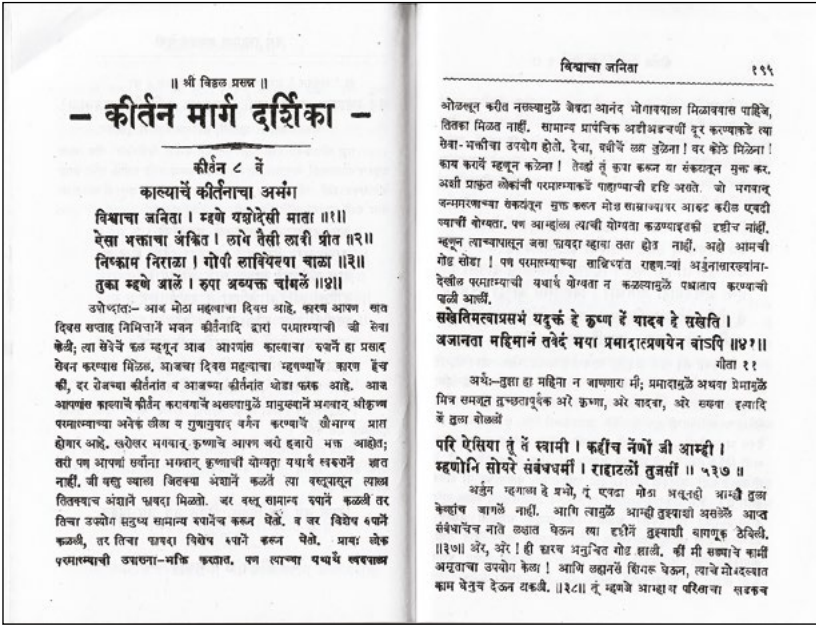 ॥ श्री विठ्ठल प्रसन्न ॥
– कीर्तन मार्ग दर्शिका –
कीर्तन ८ वें
काल्याचें कीर्तनाचा अभंग
विश्वाचा जनिता । म्हणे यशोदेसी माता ॥१॥
ऐसा भक्ताचा अंकित । लागे तैसी लावी प्रीत ॥२॥
निष्काम निराळा । गोपी लावियेल्या चाळा ॥३॥
तुका म्हणे आलें । रुपा अव्यक्त चांगलें ॥४॥
उपोद्घातः– आज मोठा महत्वाचा दिवस आहे. कारण आपण सात
दिवस सप्ताह निमित्तानें भजन कीर्तनादि द्वारां परमात्म्याची जी सेवा
केली; त्या सेवेचें फळ म्हणून आज आपणांस काल्याचा रुपानें हा प्रसाद
सेवन करण्यास मिळेल. आजचा दिवस महत्वाचा म्हणण्याचें कारण हेंच
कीं, दर रोजच्या कीर्तनांत व आजच्या कीर्तनांत थोडा फरक आहे. आज
आपणांस काल्याचें कीर्तन करावयाचें असल्यामुळें प्रामुख्यानें भगवान् श्रीकृष्ण
परमात्म्याच्या अनेक लीला व गुणानुवाद वर्णन करण्याचें सौभाग्य प्राप्त
होणार आहे. खरोखर भगवान् कृष्णाचे आपण जरी हजारों भक्त आहोत;
तरी पण आपणां सर्वांना भगवान् कृष्णाची योग्यता यथार्थ स्वरूपानें ज्ञात
नाहीं. जी वस्तु ज्याला जितक्या अंशानें कळते त्या वस्तूपासून त्याला
तितक्याच अंशानें फायदा मिळतो. जर वस्तू सामान्य रुपानें कळली तर
तिचा उपयोग मनुष्य सामान्य रुपानेंच करून घेतो. व जर विशेष रुपानें
कळली, तर तिचा फायदा विशेष रुपानें करून घेतो. प्रायः लोक
परमात्म्याची उपासना-भक्ति करतात. पण त्याच्या यथार्थ स्वरूपाला
विश्वाचा जनिता १९५
ओळखून करीत नसल्यामुळें जेवढा आनंद भोगावयाला मिळावयास पाहिजे,
तितका मिळत नाहीं. सामान्य प्रापंचिक अडीअडचणीं दूर करण्याकडे त्या
सेवा-भक्तीचा उपयोग होतो. देवा, बघीचें लग्न जुळेना! वर कोठें मिळेना!
काय करावें म्हणून कळेना! तेव्हां तूं कृपा करून या संकटांतून मुक्त कर.
अशी प्राकृत लोकांची परमात्म्याकडे पाहाण्याची दृष्टि असते. जो भगवान्
जन्ममरणाच्या संकटांतून मुक्त करून मोक्ष साम्राज्यावर आरूढ करील एवढी
ज्याची योग्यता. पण आम्हांला त्याची योग्यता कळण्याइतकी दृष्टीच नांहीं.
म्हणून त्याच्यापासून जसा फायदा व्हावा तसा होत नाहीं. अहो आमची
गोष्ट सोडा! पण परमात्म्याच्या सान्निध्यांत राहणार्‍या अर्जुनासारख्यांना-
देखील परमात्म्याची यथार्थ योग्यता न कळल्यामुळें पश्चाताप करण्याची
पाळी आली.
सखेतिमत्वाप्रसभं यदुक्तं हे कृष्ण हे यादव हे सखेति ।
अजानता महिमानं तवेदं मया प्रमादात्प्रणयेन वाऽपि ॥४१॥
गीता ११
अर्थः–तुझा हा महिमा न जाणणारा मी; प्रमादामुळें अथवा प्रेमामुळें
मित्र समजून तुच्छतापूर्वक अरे कृष्णा, अरे यादवा, अरे सख्या इत्यादि
जें तुला बोललों
परि ऐसिया तूं तें स्वामी । कहींच नेणों जी आम्ही ।
म्हणोनि सोयरे संबंधधर्मीं । राहाटलों तुजसीं ॥ ५३७ ॥
अर्जुन म्हणाला हे प्रभो, तूं एवढा मोठा असूनही आम्ही तुला
केव्हांच जाणलें नाहीं. आणि त्यामुळें आम्ही तुझ्याशी असलेलें आप्त
संबंधाचेंच नाते लक्षात घेऊन त्या दृष्टीनें तुझ्याशी वागणूक ठेविली.
॥३७॥ अरेरे, अरे! ही फारच अनुचित गोष्ट झाली. कीं मी सड्याचे कामीं
अमृताचा उपयोग केला! आणि लहानसें शिंगरू घेऊन, त्याचे मोबदल्यात
काम धेनुच देऊन टाकली. ॥३८॥ तूं म्हणजे आम्हाय परिसाचा खडकच